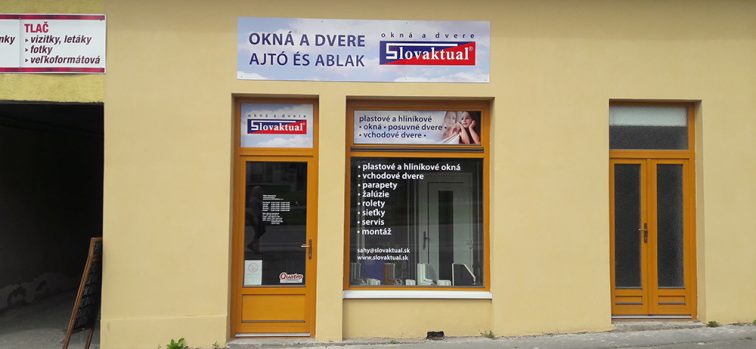 TLAČ
• vizitky, letáky
• fotky
• veľkoformátová
OKNÁ A DVERE
AJTÓ ÉS ABLAK
okná a dvere
Slovaktual®
okná a dvere
Slovaktual®
plastové a hliníkové
• okná • posuvné dvere •
• vchodové dvere •
• plastové a hliníkové okná
• vchodové dvere
• parapety
• žalúzie
• rolety
• sieťky
• servis
• montáž
sahy@slovaktual.sk
www.slovaktual.sk